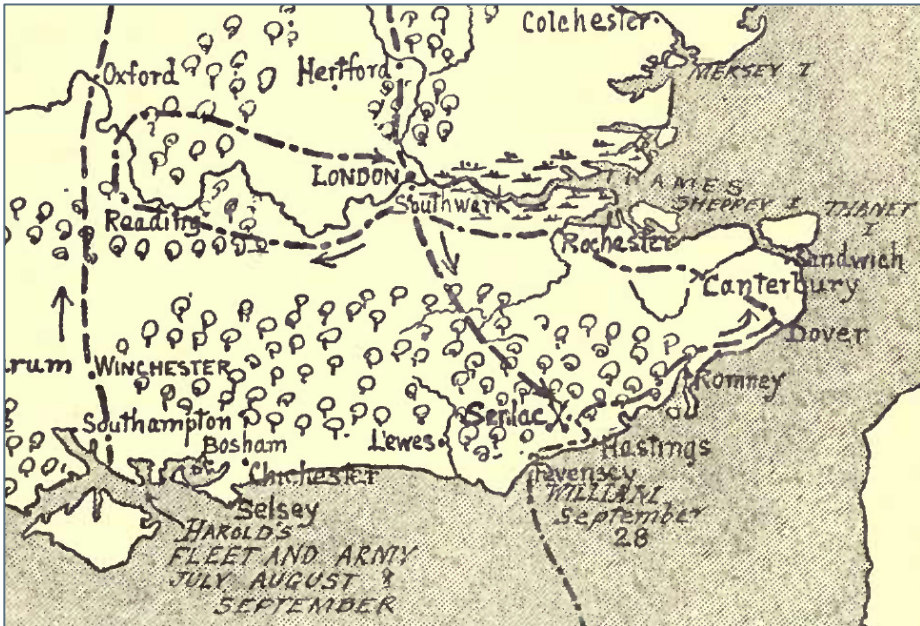 Colchester
Oxford
Hertford
MERSEY I
LONDON
THAMES
Southwark
SHEPPEY I
THANET
I
Reading
Rochester
Sandwich
Canterbury
Dover
arum
WINCHESTER
Romney
Southampton
Senlac
Bosham
Lewes
Hastings
Chichester
Pevensey
Selsey
WILLIAM
September
28
HAROLD'S
FLEET AND ARMY
JULY AUGUST &
SEPTEMBER